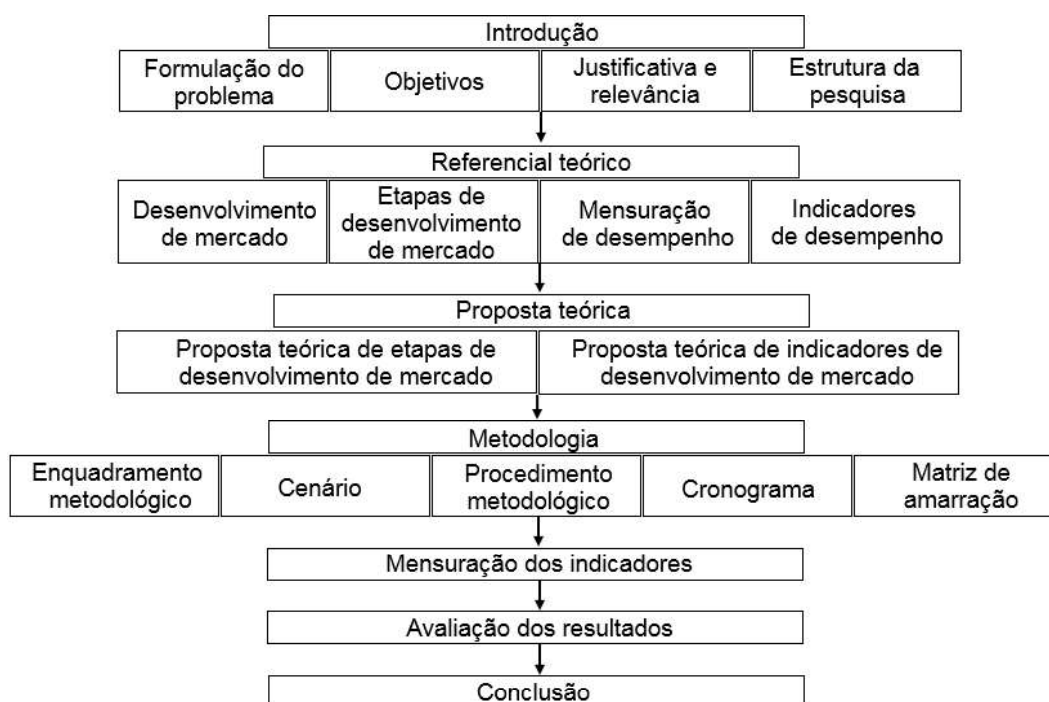 Introdução
Formulação do
problema
Objetivos
Justificativa e
relevância
Estrutura da
pesquisa
Referencial teórico
Desenvolvimento
de mercado
Etapas de
desenvolvimento
de mercado
Mensuração
de desempenho
Indicadores
de desempenho
Proposta teórica
Proposta teórica de etapas de
desenvolvimento de mercado
Proposta teórica de indicadores de
desenvolvimento de mercado
Metodologia
Enquadramento
metodológico
Cenário
Procedimento
metodológico
Cronograma
Matriz de
amarração
Mensuração dos indicadores
Avaliação dos resultados
Conclusão